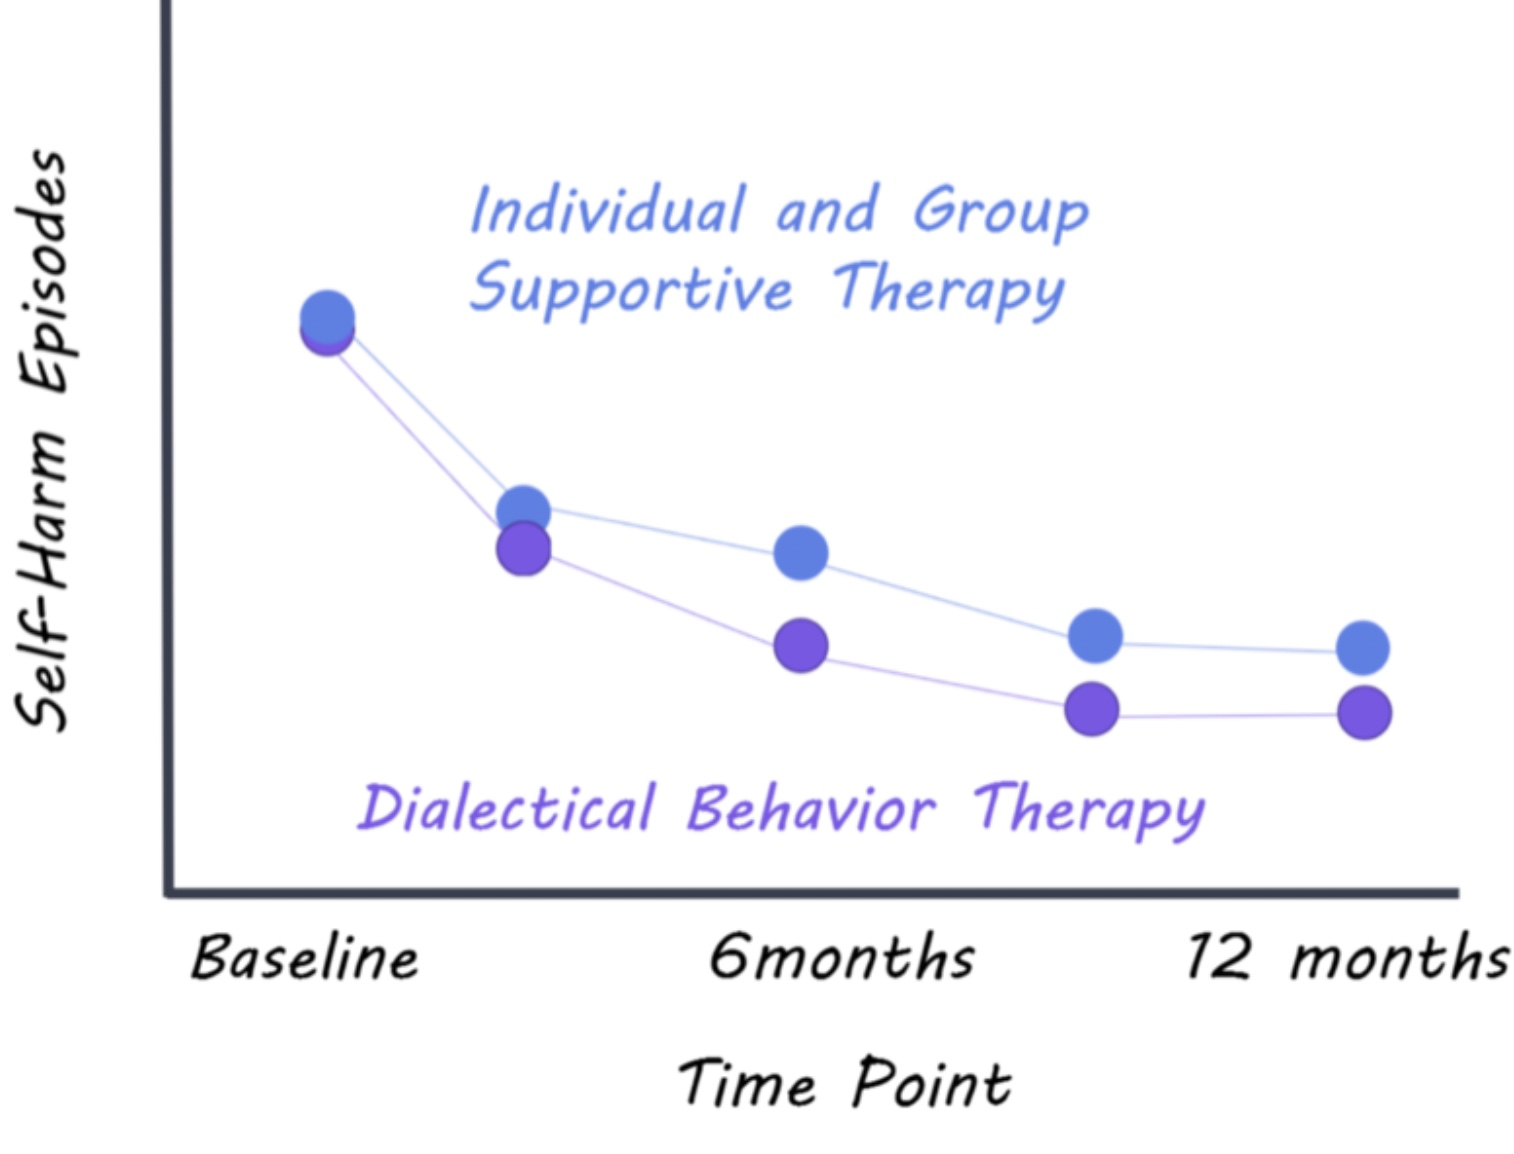 Self-Harm Episodes
Individual and Group
Supportive Therapy
Dialectical Behavior Therapy
Baseline
6months
12 months
Time Point